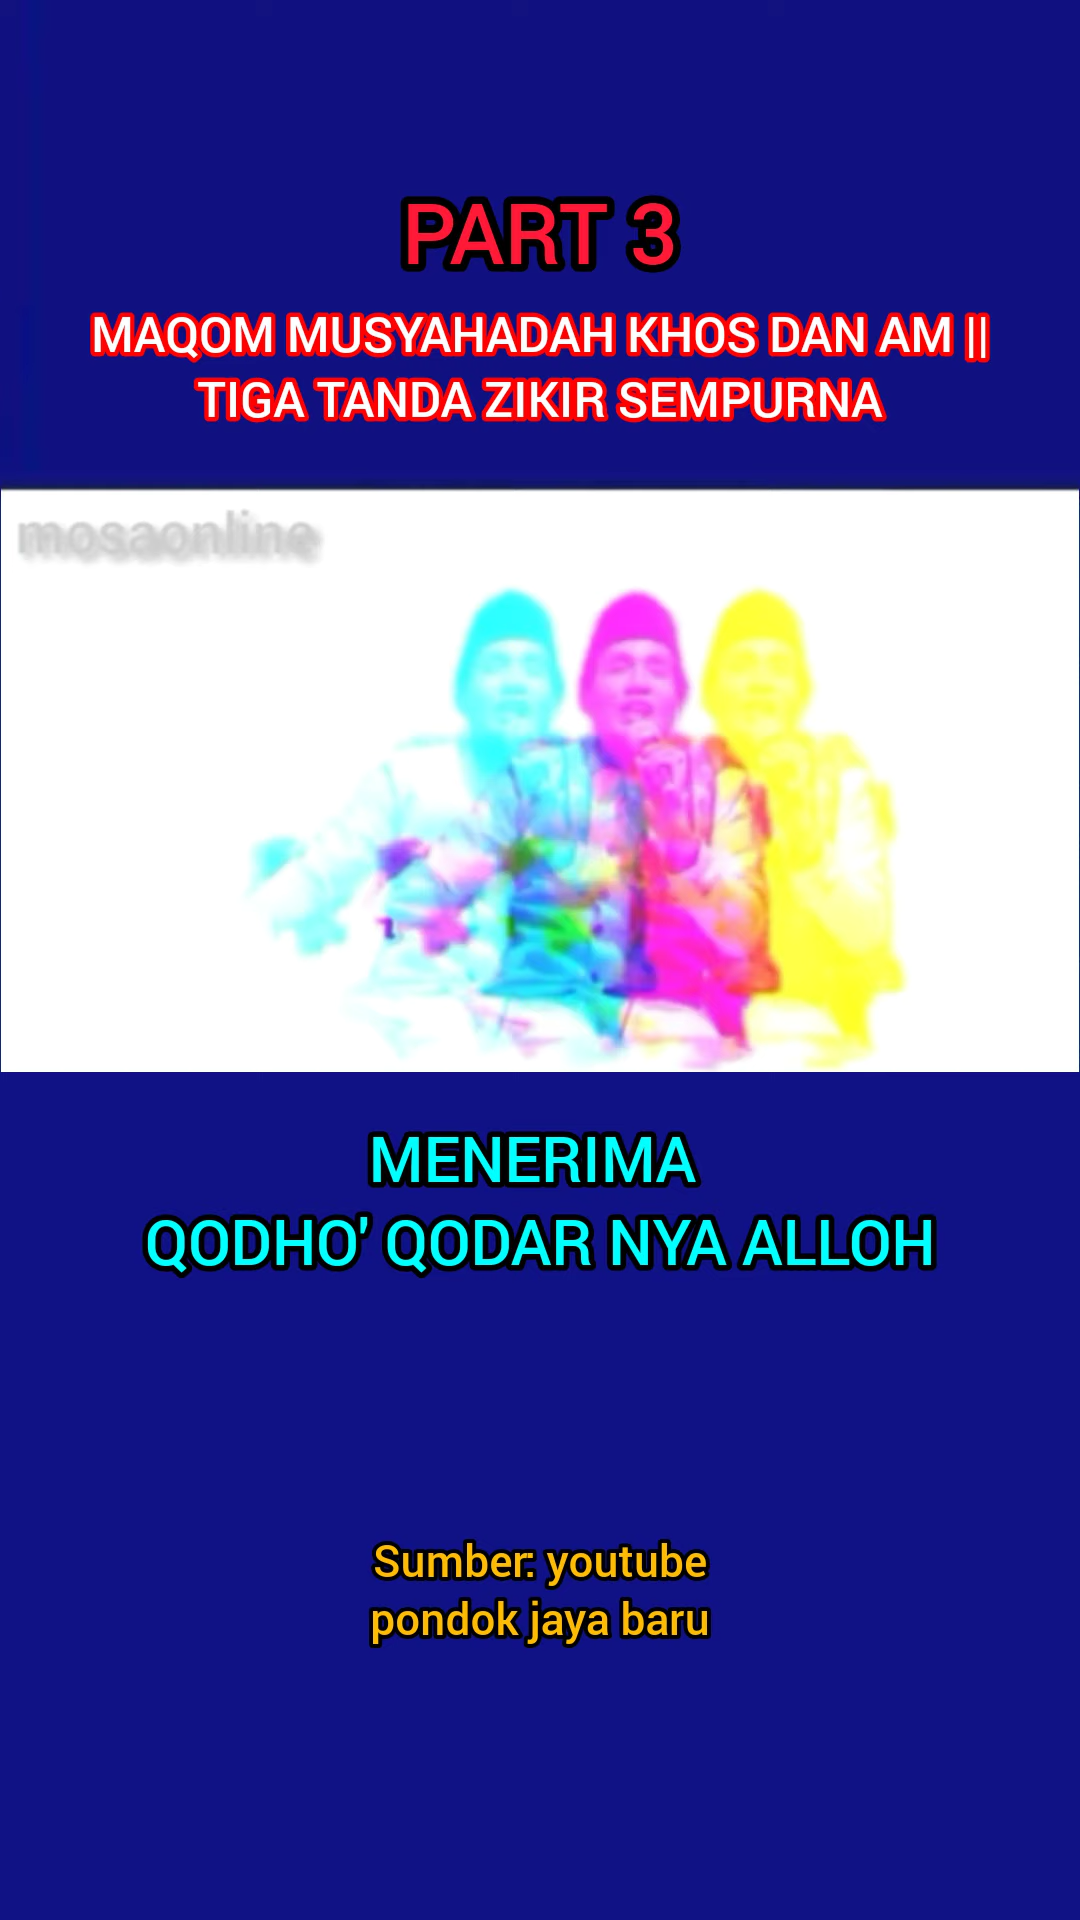 PART 3
MAQOM MUSYAHADAH KHOS DAN AM ||
TIGA TANDA ZIKIR SEMPURNA
mosaonline
MENERIMA
QODHO' QODAR NYA ALLOH
Sumber: youtube
pondok jaya baru